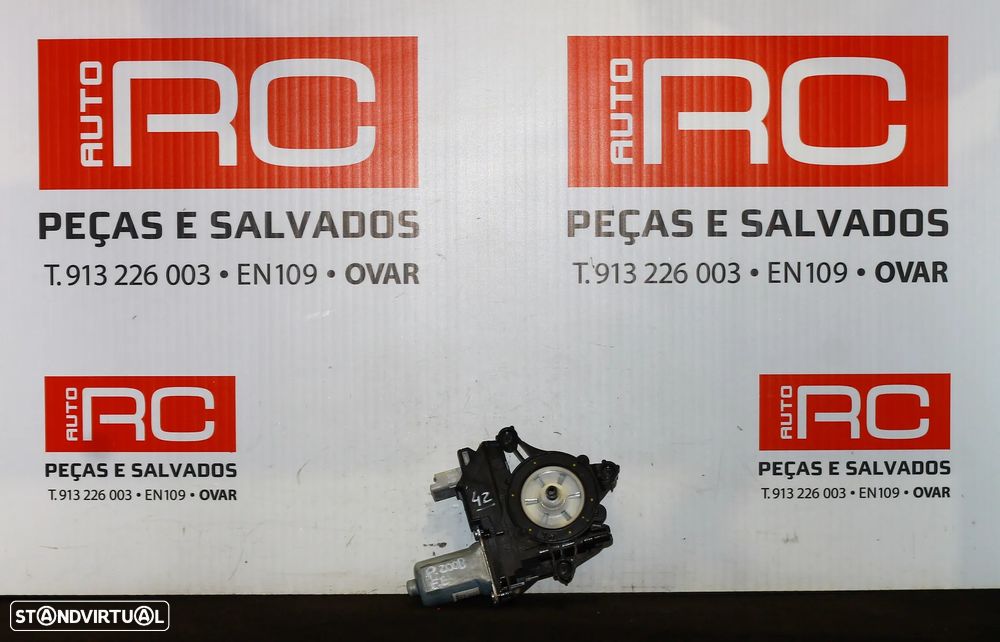 AUTO RC
PEÇAS E SALVADOS
T. 913 226 003 • EN109 • OVAR
AUTO RC
PEÇAS E SALVADOS
T. 913 226 003 • EN109 • OVAR
AUTO RC
PEÇAS E SALVADOS
T. 913 226 003 • EN109 • OVAR
AUTO RC
PEÇAS E SALVADOS
T. 913 226 003 • EN109 • OVAR
42
P. 2008
STANDVIRTUAL